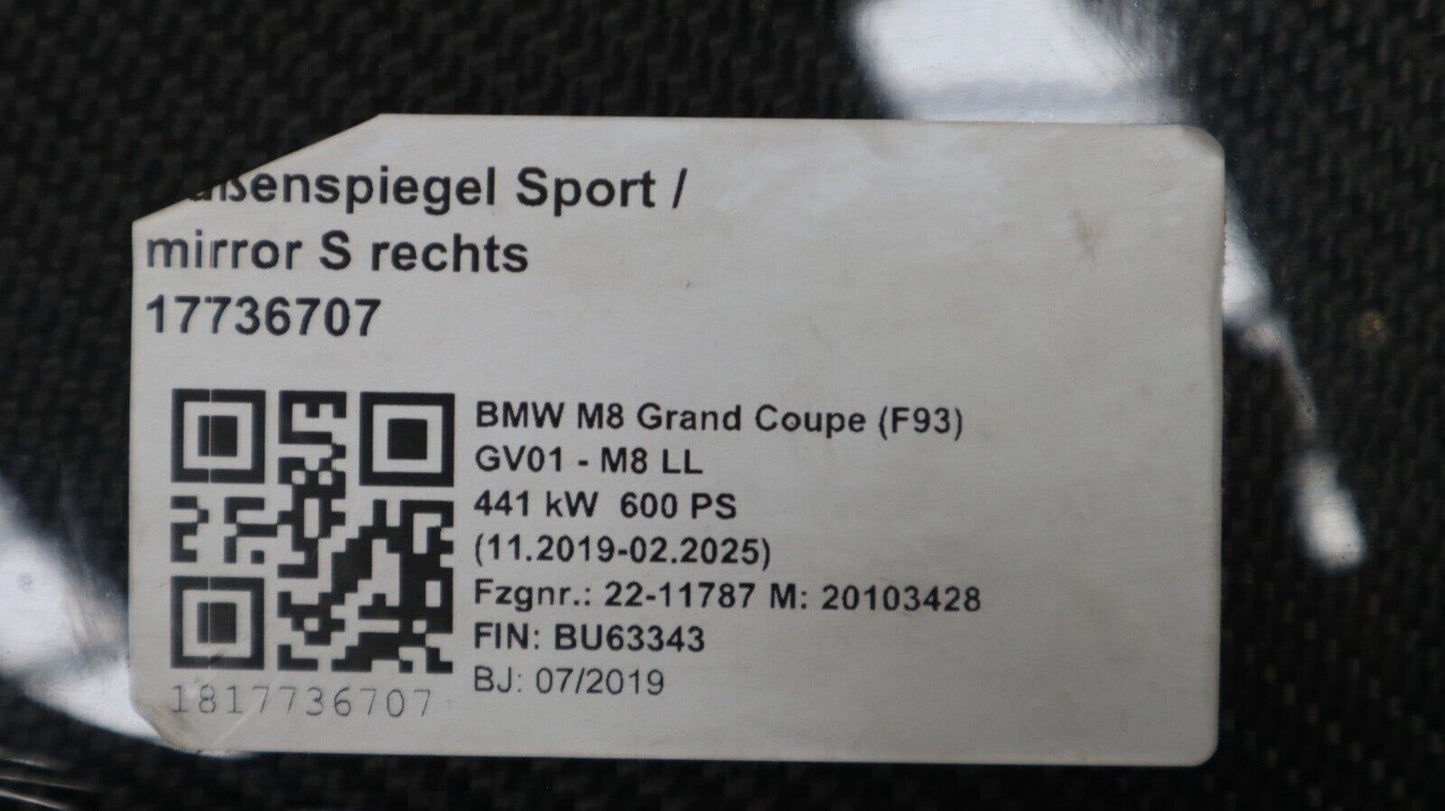 ußenspiegel Sport /
mirror S rechts
17736707
BMW M8 Grand Coupe (F93)
GV01 - M8 LL
441 kW 600 PS
(11.2019-02.2025)
Fzgnr.: 22-11787 M: 20103428
FIN: BU63343
BJ: 07/2019
1817736707